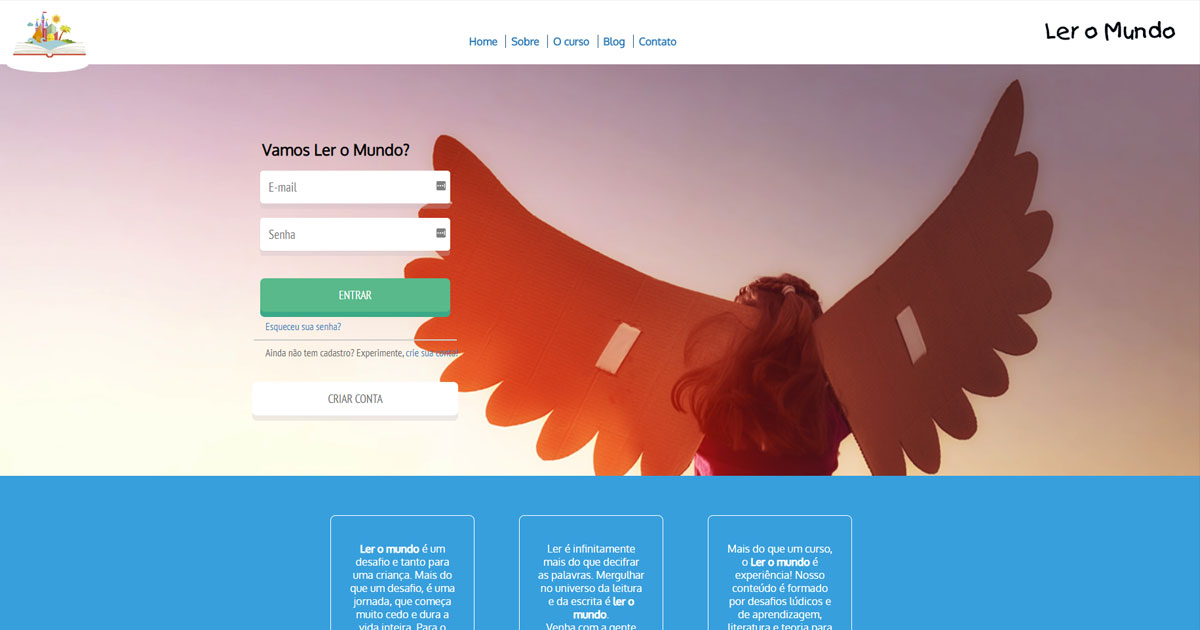 Home
Sobre
O curso
Blog
Contato
Ler o Mundo
Vamos Ler o Mundo?
E-mail
Senha
ENTRAR
Esqueceu sua senha?
Ainda não tem cadastro? Experimente, crie sua conta!
CRIAR CONTA
Ler o mundo é um
desafio e tanto para
uma criança. Mais do
que um desafio, é uma
jornada, que começa
muito cedo e dura a
vida inteira. Para o
Ler é infinitamente
mais do que decifrar
as palavras. Mergulhar
no universo da leitura
e da escrita é ler o
mundo.
Venha com a gente
Mais do que um curso,
o Ler o mundo é
experiência! Nosso
conteúdo é formado
por desafios lúdicos e
de aprendizagem,
literatura e teoria para